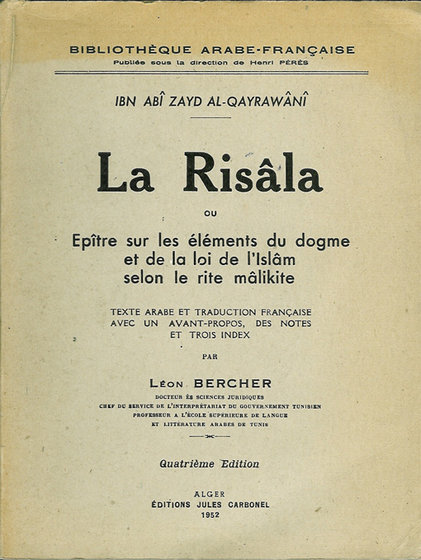 BIBLIOTHÈQUE ARABE-FRANÇAISE
Publiée sous la direction de Henri PÉRÈS
IBN ABÎ ZAYD AL-QAYRAWÂNÎ
La Risâla
OU
Epître sur les éléments du dogme
et de la loi de l'Islâm
selon le rite mâlikite
TEXTE ARABE ET TRADUCTION FRANÇAISE
AVEC UN AVANT-PROPOS, DES NOTES
ET TROIS INDEX
PAR
LÉON BERCHER
DOCTEUR ÈS SCIENCES JURIDIQUES
CHEF DU SERVICE DE L'INTERPRÉTARIAT DU GOUVERNEMENT TUNISIEN
PROFESSEUR A L'ÉCOLE SUPÉRIEURE DE LANGUE
ET LITTÉRATURE ARABES DE TUNIS
Quatrième Edition
ALGER
ÉDITIONS JULES CARBONEL
1952